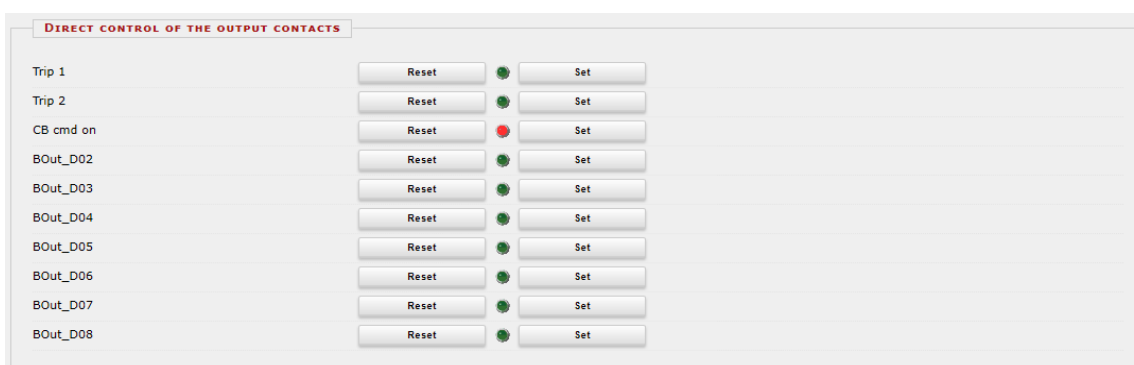 DIRECT CONTROL OF THE OUTPUT CONTACTS
Trip 1 Reset Set
Trip 2 Reset Set
CB cmd on Reset Set
BOut_D02 Reset Set
BOut_D03 Reset Set
BOut_D04 Reset Set
BOut_D05 Reset Set
BOut_D06 Reset Set
BOut_D07 Reset Set
BOut_D08 Reset Set